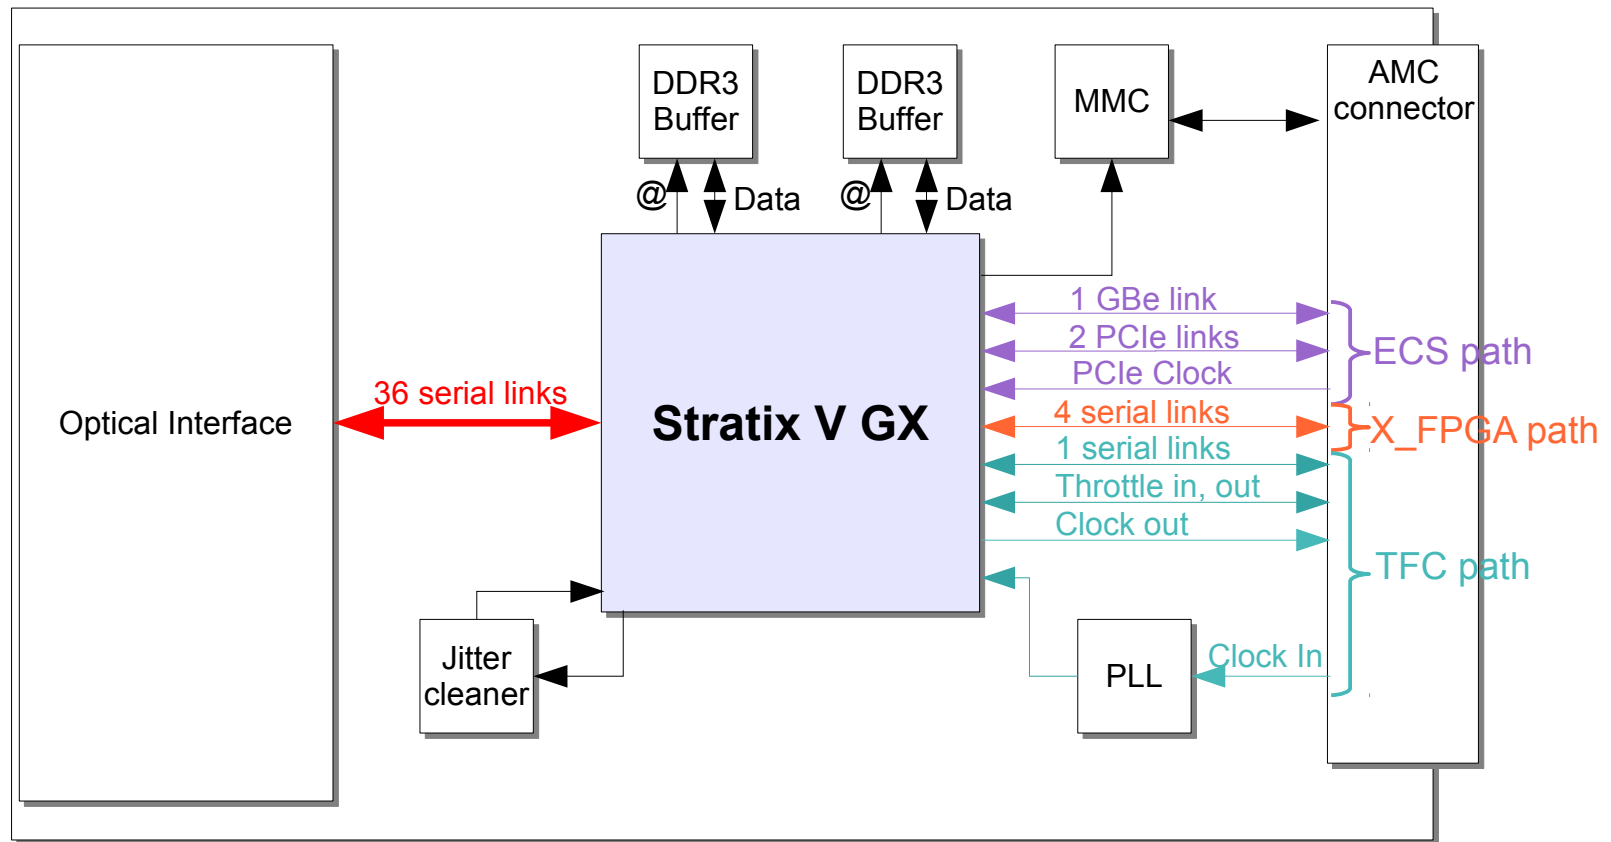 DDR3
Buffer
DDR3
Buffer
MMC
AMC
connector
@
Data
@
Data
1 GBe link
2 PCIe links
PCIe Clock
ECS path
36 serial links
Optical Interface
Stratix V GX
4 serial links
X_FPGA path
1 serial links
Throttle in, out
Clock out
TFC path
Jitter
cleaner
PLL
Clock In